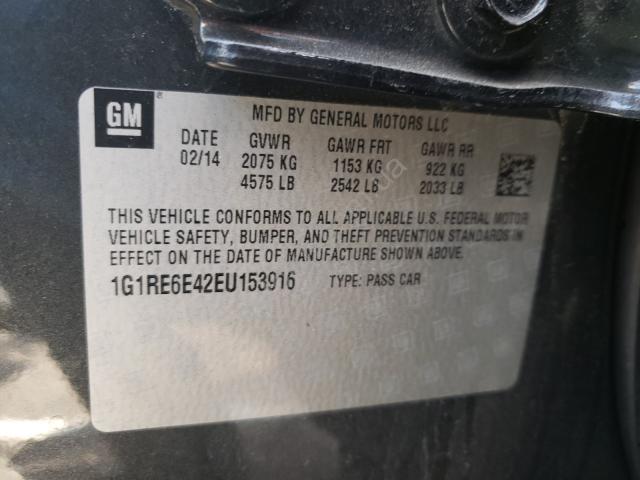 GM
MFD BY GENERAL MOTORS LLC
DATE GVWR GAWR FRT GAWR RR
02/14 2075 KG 1153 KG 922 KG
4575 LB 2542 LB 2033 LB
THIS VEHICLE CONFORMS TO ALL APPLICABLE U.S. FEDERAL MOTOR
VEHICLE SAFETY, BUMPER, AND THEFT PREVENTION STANDARDS IN
EFFECT ON THE DATE OF MANUFACTURE SHOWN ABOVE.
1G1RE6E42EU153916 TYPE: PASS CAR